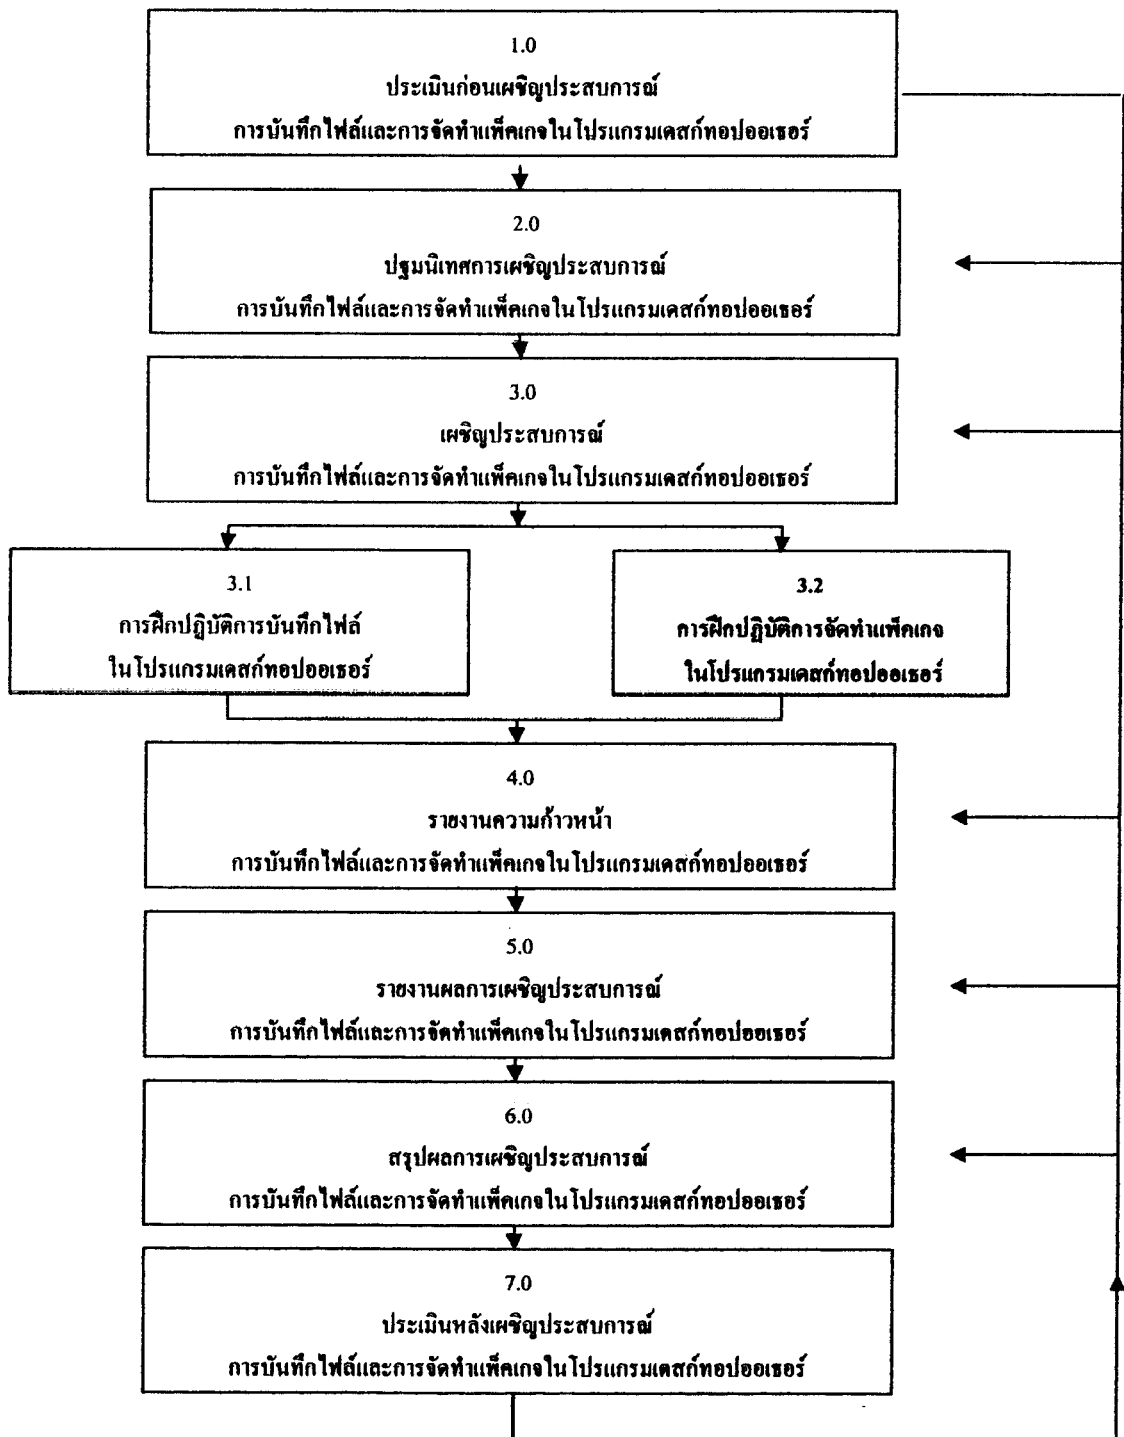 1.0
ประเมินก่อนเผชิญประสบการณ์
การบันทึกไฟล์และการจัดทำแพ็คเกจในโปรแกรมเดสก์ทอปออเธอร์
2.0
ปฐมนิเทศการเผชิญประสบการณ์
การบันทึกไฟล์และการจัดทำแพ็คเกจในโปรแกรมเดสก์ทอปออเธอร์
3.0
เผชิญประสบการณ์
การบันทึกไฟล์และการจัดทำแพ็คเกจในโปรแกรมเดสก์ทอปออเธอร์
3.1
การฝึกปฏิบัติการบันทึกไฟล์
ในโปรแกรมเดสก์ทอปออเธอร์
3.2
การฝึกปฏิบัติการจัดทำแพ็คเกจ
ในโปรแกรมเดสก์ทอปออเธอร์
4.0
รายงานความก้าวหน้า
การบันทึกไฟล์และการจัดทำแพ็คเกจในโปรแกรมเดสก์ทอปออเธอร์
5.0
รายงานผลการเผชิญประสบการณ์
การบันทึกไฟล์และการจัดทำแพ็คเกจในโปรแกรมเดสก์ทอปออเธอร์
6.0
สรุปผลการเผชิญประสบการณ์
การบันทึกไฟล์และการจัดทำแพ็คเกจในโปรแกรมเดสก์ทอปออเธอร์
7.0
ประเมินหลังเผชิญประสบการณ์
การบันทึกไฟล์และการจัดทำแพ็คเกจในโปรแกรมเดสก์ทอปออเธอร์